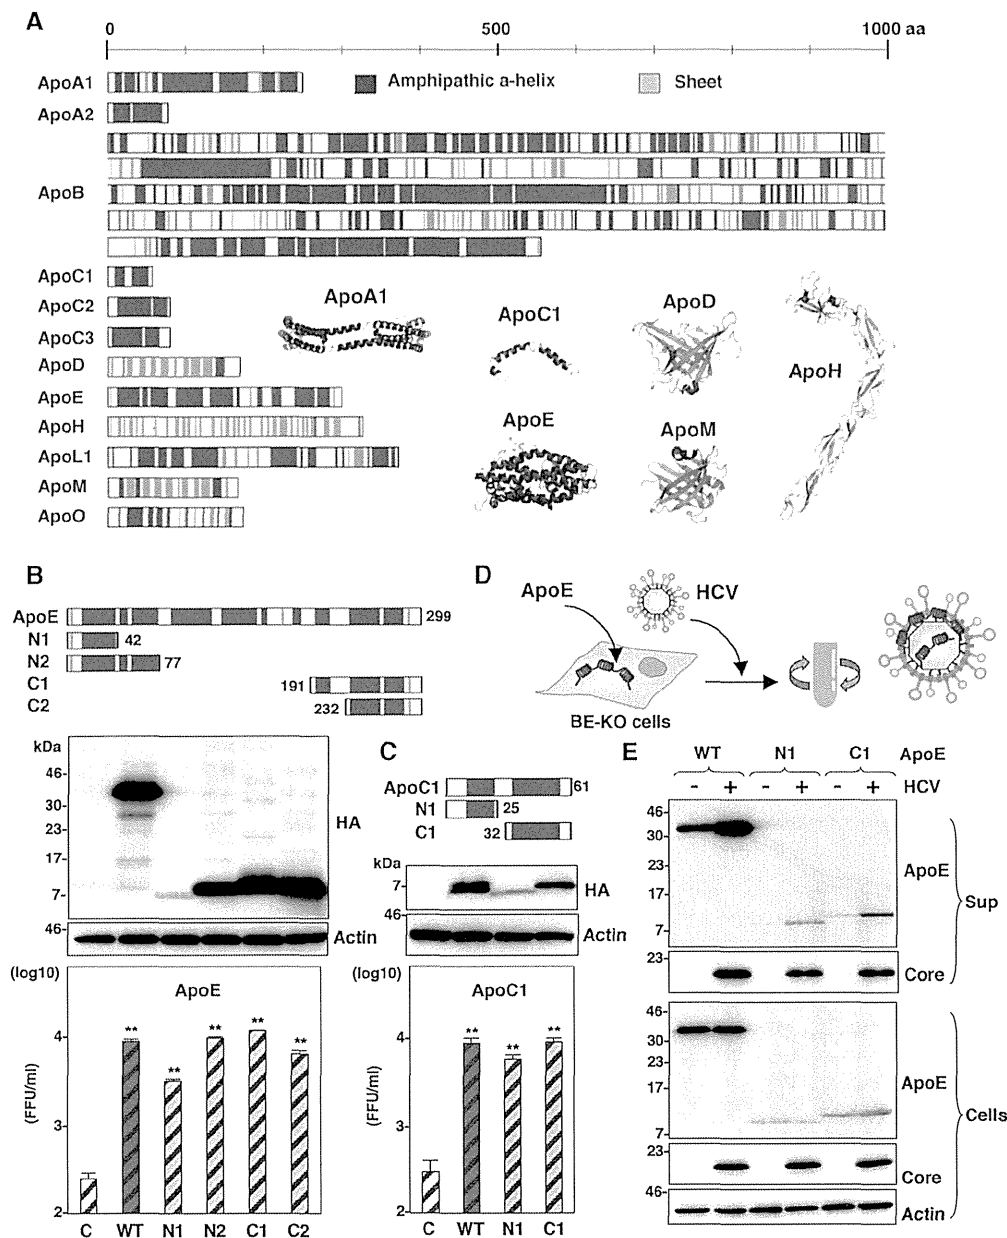 A
0 500 1000 aa
ApoA1
Amphipathic a-helix
Sheet
ApoA2
ApoB
ApoC1
ApoC2
ApoC3
ApoD
ApoE
ApoH
ApoL1
ApoM
ApoO
ApoA1
ApoC1
ApoD
ApoH
ApoE
ApoM
B
ApoE 299
N1 42
N2 77
C1 191
C2 232
kDa
46-
30-
23-
17-
7-
HA
46-
Actin
(log10)
ApoE
4
3
2
(FFU/ml)
** ** ** ** **
C WT N1 N2 C1 C2
C
ApoC1 61
N1 25
C1 32
kDa
7-
HA
46-
Actin
(log10)
ApoC1
4
3
2
(FFU/ml)
** ** **
C WT N1 C1
D
ApoE
HCV
BE-KO cells
E
WT N1 C1 ApoE
- + - + - + HCV
46-
30-
23-
17-
7-
ApoE
Sup
23-
Core
46-
30-
23-
17-
7-
ApoE
Cells
23-
Core
46-
Actin